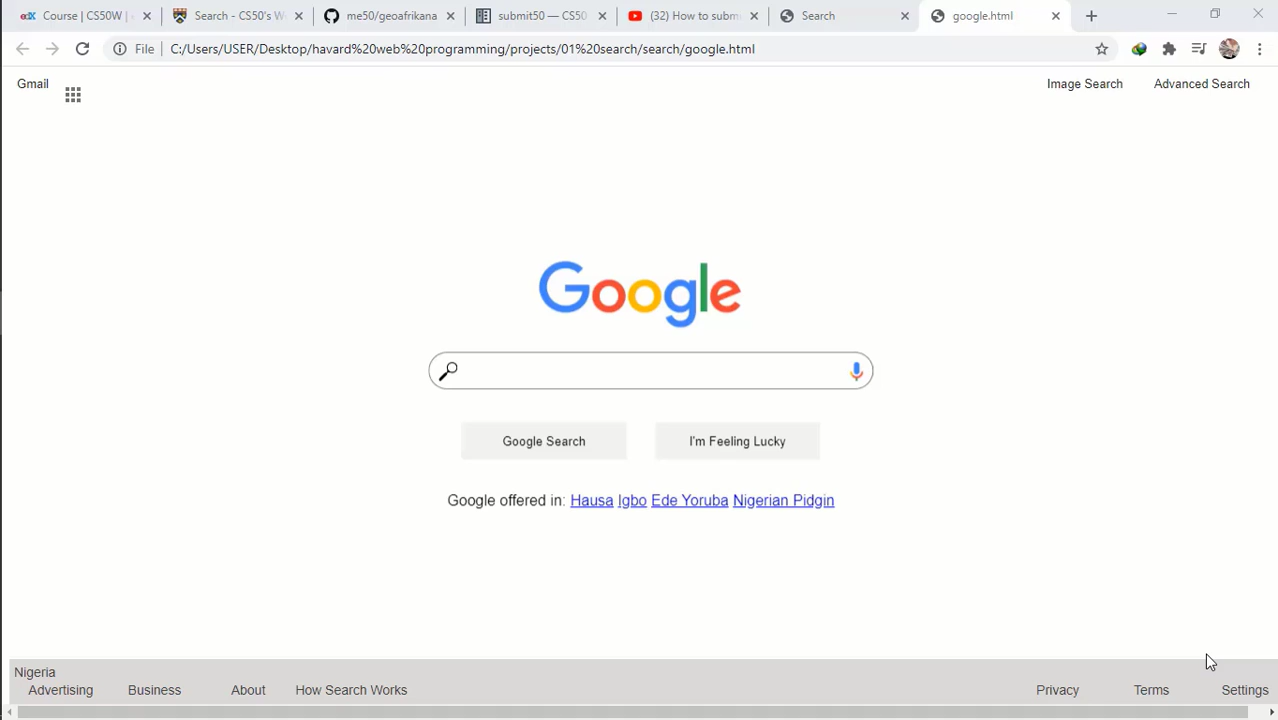 Course | CS50W | Search - CS50's W me50/geoafrikana submit50 — CS50 (32) How to subm Search google.html
File C:/Users/USER/Desktop/havard%20web%20programming/projects/01%20search/search/google.html
Gmail Image Search Advanced Search
Google
Google Search I'm Feeling Lucky
Google offered in: Hausa Igbo Ede Yoruba Nigerian Pidgin
Nigeria
Advertising Business About How Search Works Privacy Terms Settings